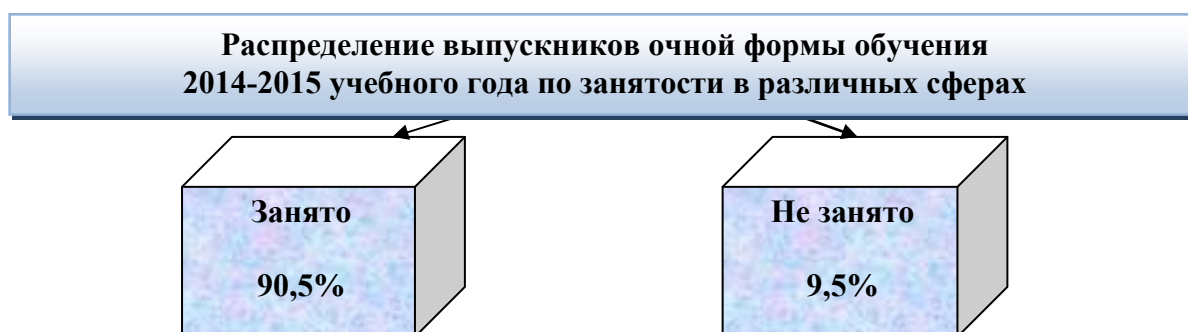 Распределение выпускников очной формы обучения
2014-2015 учебного года по занятости в различных сферах
Занято
90,5%
Не занято
9,5%